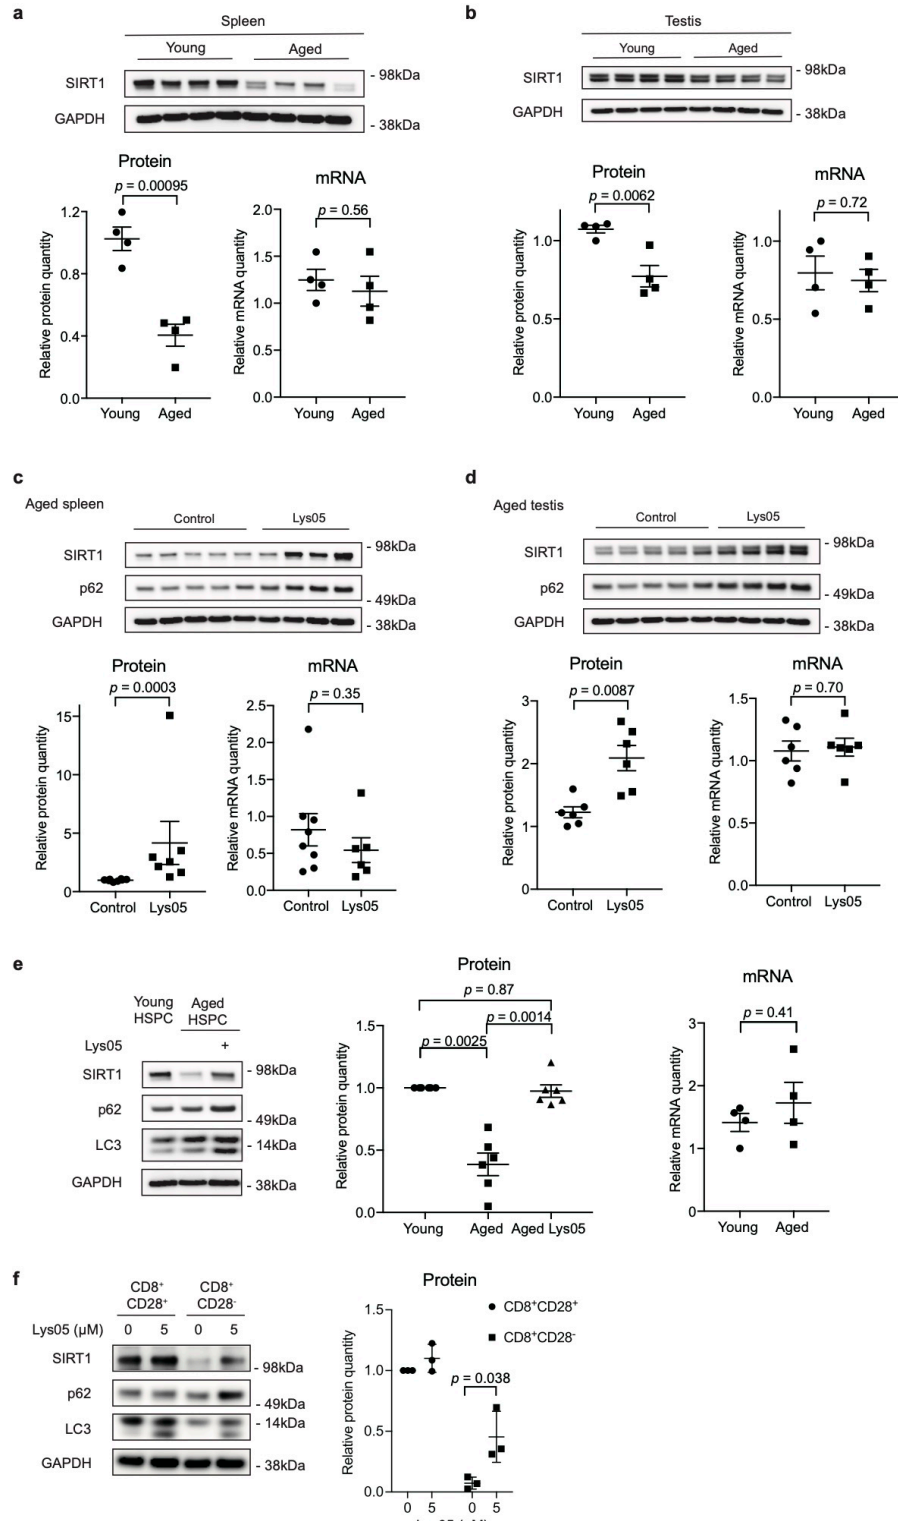 a
Spleen
Young Aged
SIRT1 - 98kDa
GAPDH - 38kDa
Protein
p = 0.00095
Relative protein quantity
1.2
0.8
0.4
0.0
Young Aged
mRNA
p = 0.56
Relative mRNA quantity
2.0
1.5
1.0
0.5
0.0
Young Aged
b
Testis
Young Aged
SIRT1 - 98kDa
GAPDH - 38kDa
Protein
p = 0.0062
Relative protein quantity
1.0
0.5
0.0
Young Aged
mRNA
p = 0.72
Relative mRNA quantity
1.0
0.5
0.0
Young Aged
c
Aged spleen
Control Lys05
SIRT1 - 98kDa
p62 - 49kDa
GAPDH - 38kDa
Protein
p = 0.0003
Relative protein quantity
15
10
5
0
Control Lys05
mRNA
p = 0.35
Relative mRNA quantity
2.5
2.0
1.5
1.0
0.5
0.0
Control Lys05
d
Aged testis
Control Lys05
SIRT1 - 98kDa
p62 - 49kDa
GAPDH - 38kDa
Protein
p = 0.0087
Relative protein quantity
3
2
1
0
Control Lys05
mRNA
p = 0.70
Relative mRNA quantity
1.5
1.0
0.5
0.0
Control Lys05
e
Young Aged
HSPC HSPC
Lys05 +
SIRT1 - 98kDa
p62 - 49kDa
LC3 - 14kDa
GAPDH - 38kDa
Protein
p = 0.87
p = 0.0014
p = 0.0025
Relative protein quantity
1.5
1.0
0.5
0.0
Young Aged Aged Lys05
mRNA
p = 0.41
Relative mRNA quantity
3
2
1
0
Young Aged
f
CD8⁺ CD8⁺
CD28⁺ CD28⁻
Lys05 (μM) 0 5 0 5
SIRT1 - 98kDa
p62 - 49kDa
LC3 - 14kDa
GAPDH - 38kDa
Protein
CD8⁺CD28⁺
CD8⁺CD28⁻
p = 0.038
Relative protein quantity
1.5
1.0
0.5
0.0
0 5 0 5